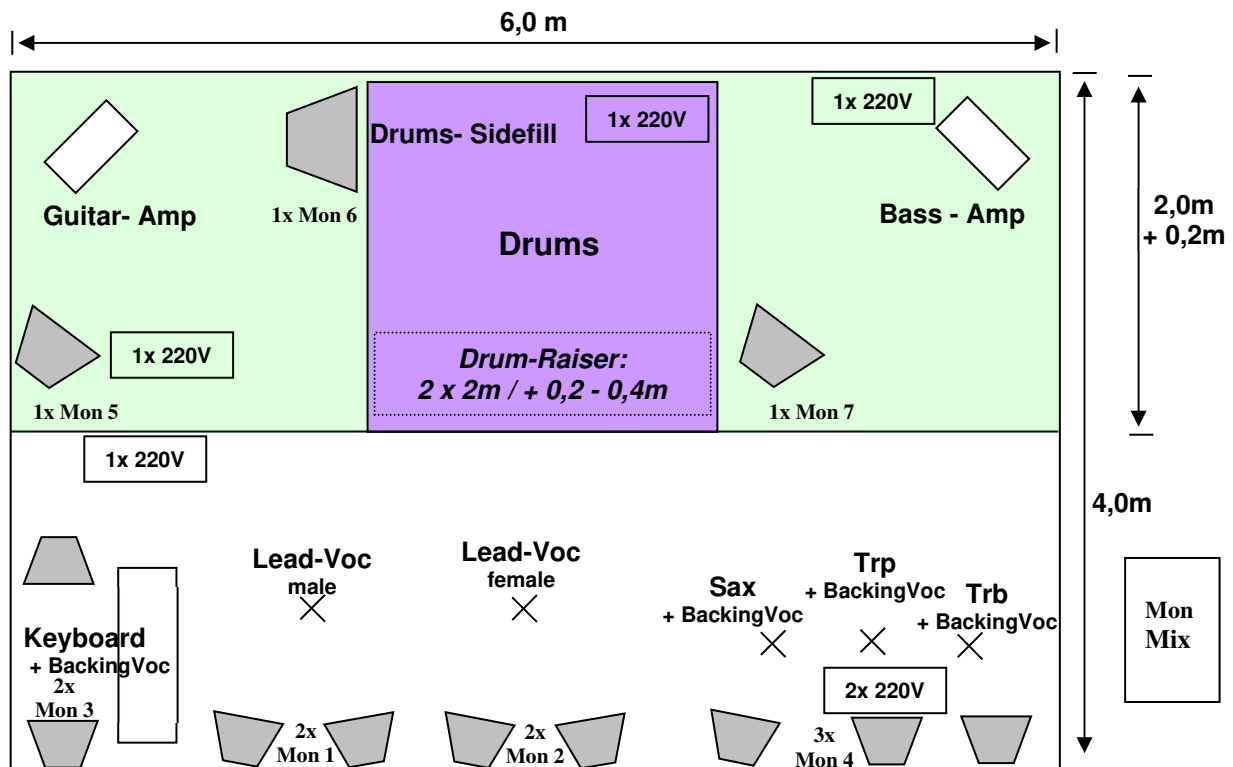 6,0 m
1x 220V
1x 220V
Drums- Sidefill
Guitar- Amp
1x Mon 6
Bass - Amp
2,0m
+ 0,2m
Drums
1x 220V
Drum-Raiser:
2 x 2m / + 0,2 - 0,4m
1x Mon 5
1x Mon 7
1x 220V
4,0m
Lead-Voc
male
Lead-Voc
female
Sax
+ BackingVoc
Trp
+ BackingVoc
Trb
+ BackingVoc
Mon
Mix
Keyboard
+ BackingVoc
2x
Mon 3
2x 220V
2x
Mon 1
2x
Mon 2
3x
Mon 4